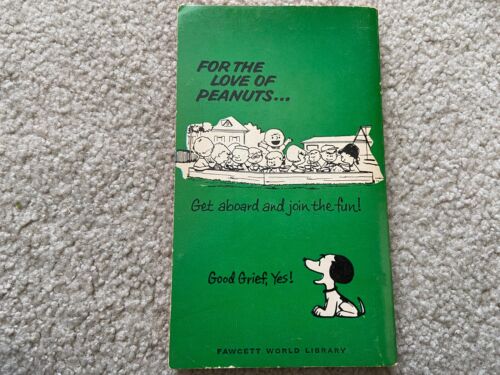 FOR THE
LOVE OF
PEANUTS...
Get aboard and join the fun!
Good Grief, Yes!
FAWCETT WORLD LIBRARY